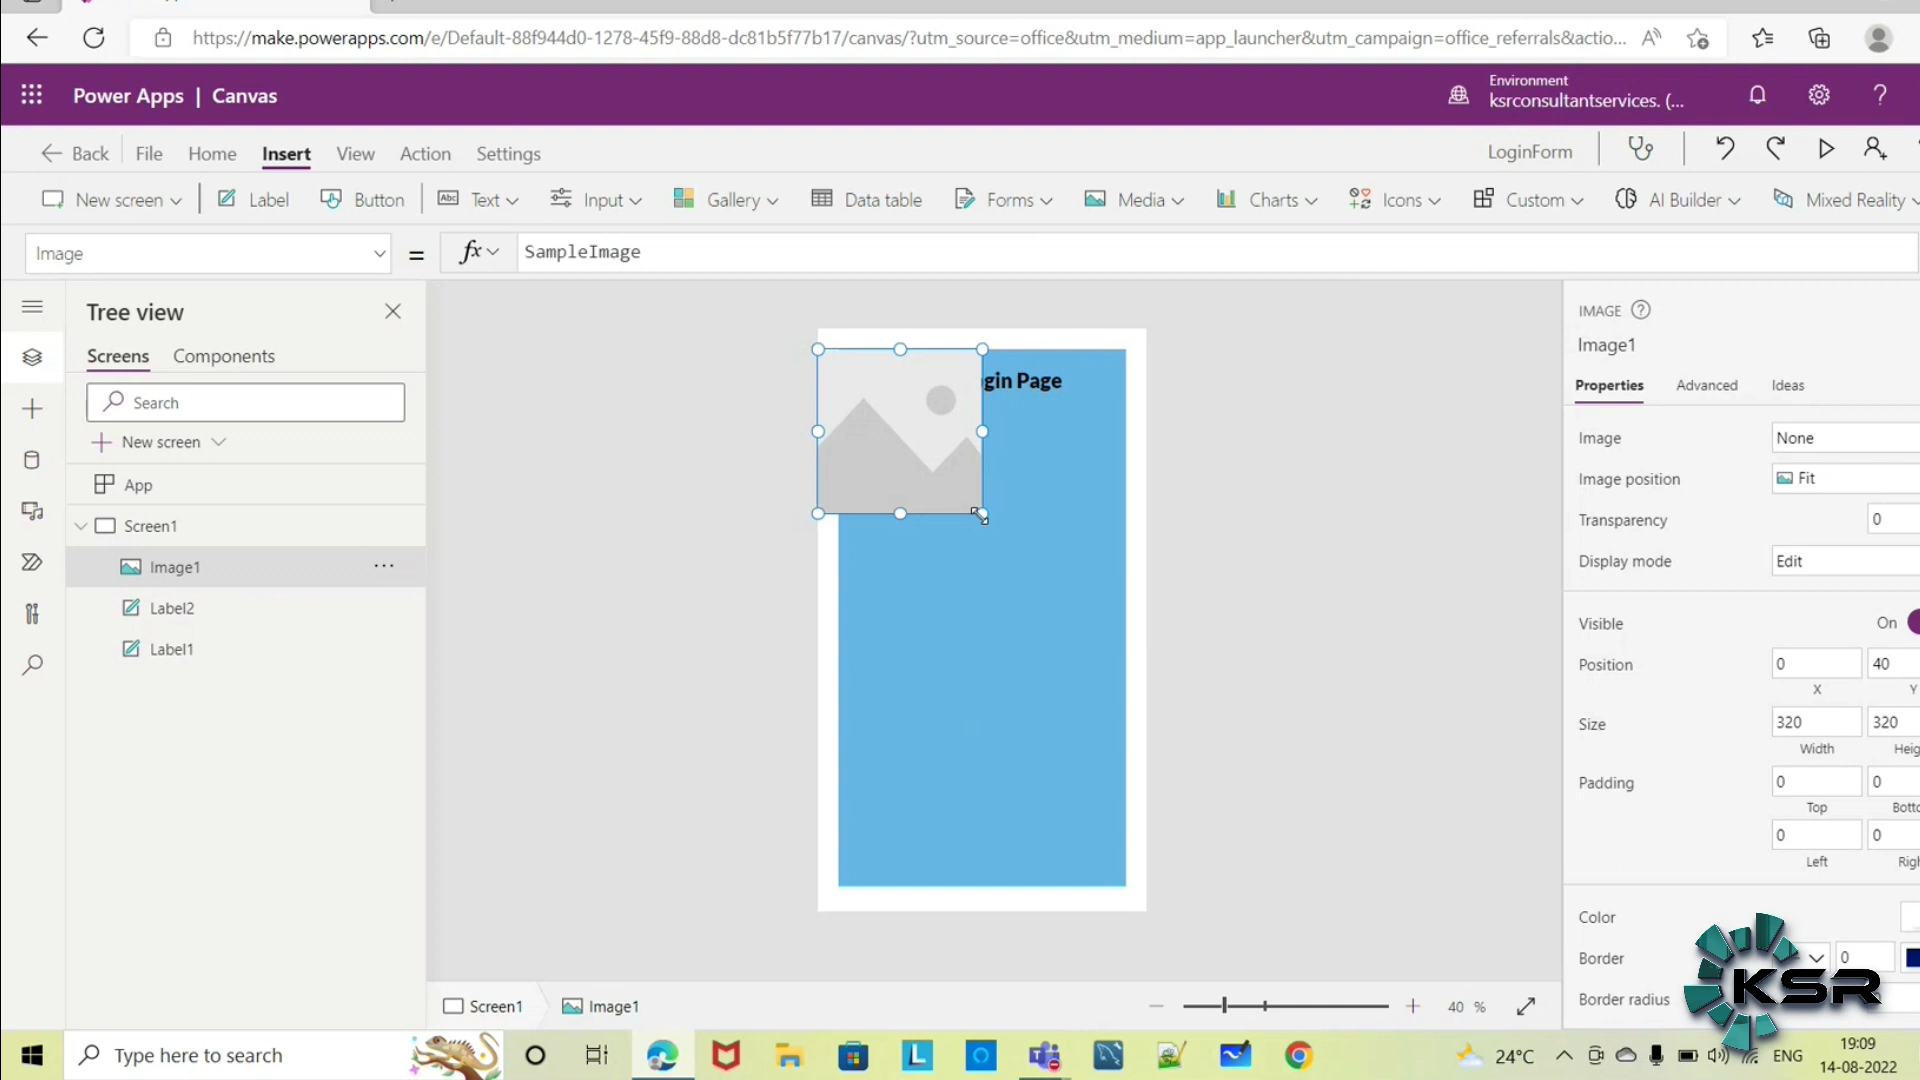 https://make.powerapps.com/e/Default-88f944d0-1278-45f9-88d8-dc81b5f77b17/canvas/?utm_source=office&utm_medium=app_launcher&utm_campaign=office_referrals&actio...
Power Apps | Canvas
Environment
ksrconsultantservices. (...
Back File Home Insert View Action Settings
LoginForm
New screen Label Button Text Input Gallery Data table Forms Media Charts Icons Custom AI Builder Mixed Reality
Image = fx SampleImage
Tree view
Screens Components
Search
New screen
App
Screen1
Image1 ...
Label2
Label1
gin Page
IMAGE
Image1
Properties Advanced Ideas
Image None
Image position Fit
Transparency 0
Display mode Edit
Visible On
Position 0 40
X Y
Size 320 320
Width Heig
Padding 0 0
Top Botto
0 0
Left Righ
Color
Border 0
Border radius
KSR
Screen1 Image1
40 %
Type here to search
24°C ENG
19:09
14-08-2022